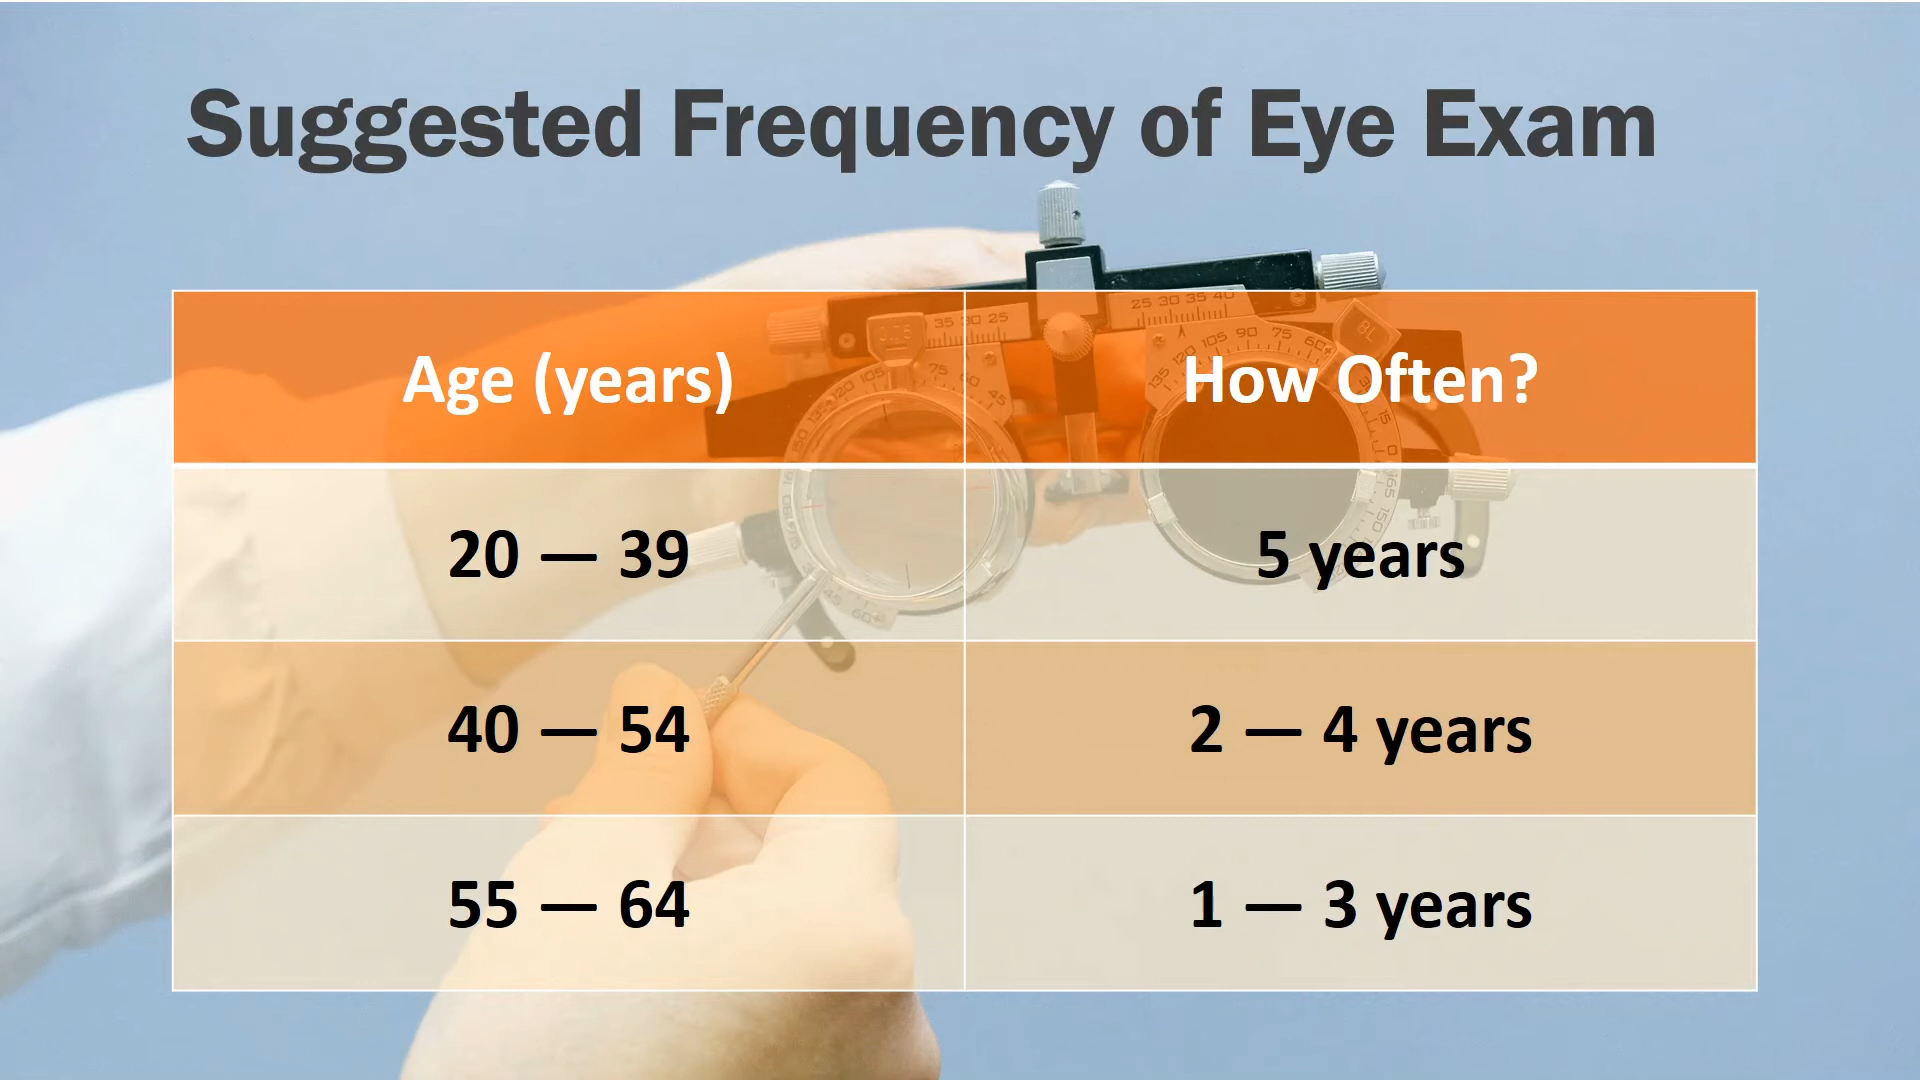 Suggested Frequency of Eye Exam
Age (years) How Often?
20 — 39 5 years
40 — 54 2 — 4 years
55 — 64 1 — 3 years